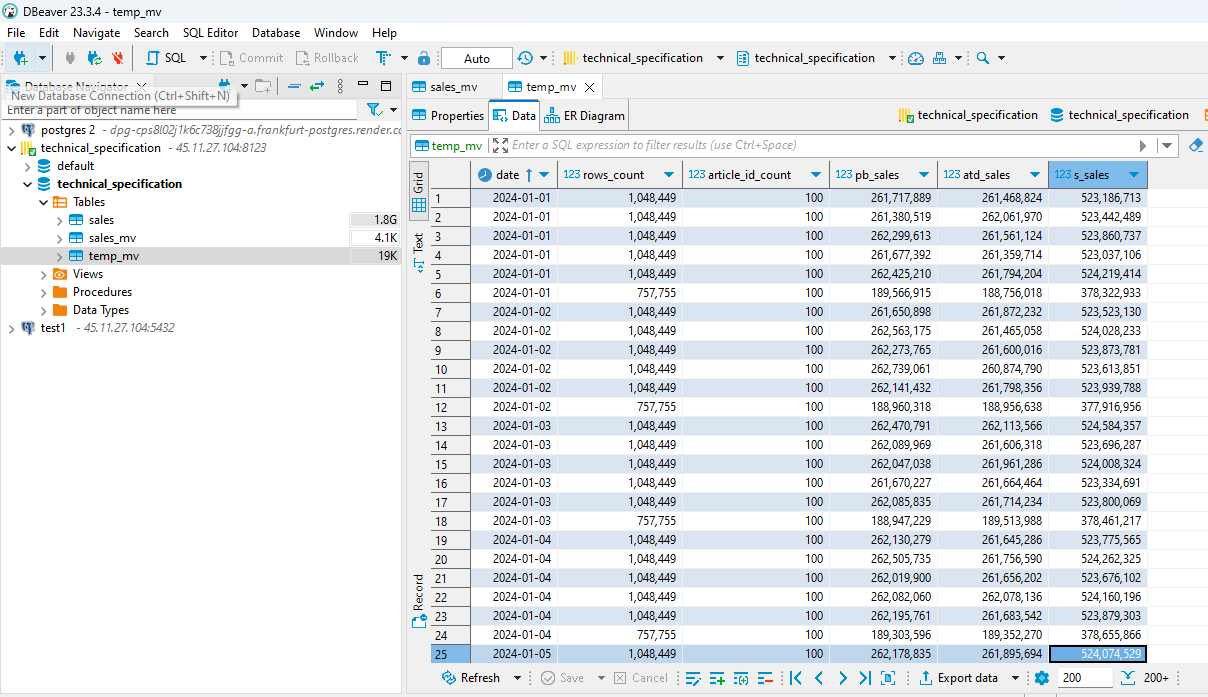 DBeaver 23.3.4 - temp_mv
File Edit Navigate Search SQL Editor Database Window Help
SQL Commit Rollback T Auto technical_specification technical_specification
Database Navigator
New Database Connection (Ctrl+Shift+N)
Enter a part of object name here
postgres 2 - dpg-cps8l02j1k6c738jjfgg-a.frankfurt-postgres.render.co
technical_specification - 45.11.27.104:8123
default
technical_specification
Tables
sales 1.8G
sales_mv 4.1K
temp_mv 19K
Views
Procedures
Data Types
test1 - 45.11.27.104:5432
sales_mv temp_mv
Properties Data ER Diagram technical_specification technical_specification
temp_mv Enter a SQL expression to filter results (use Ctrl+Space)
Grid
Text
Record
date 123 rows_count 123 article_id_count 123 pb_sales 123 atd_sales 123 s_sales
1 2024-01-01 1,048,449 100 261,717,889 261,468,824 523,186,713
2 2024-01-01 1,048,449 100 261,380,519 262,061,970 523,442,489
3 2024-01-01 1,048,449 100 262,299,613 261,561,124 523,860,737
4 2024-01-01 1,048,449 100 261,677,392 261,359,714 523,037,106
5 2024-01-01 1,048,449 100 262,425,210 261,794,204 524,219,414
6 2024-01-01 757,755 100 189,566,915 188,756,018 378,322,933
7 2024-01-02 1,048,449 100 261,650,898 261,872,232 523,523,130
8 2024-01-02 1,048,449 100 262,563,175 261,465,058 524,028,233
9 2024-01-02 1,048,449 100 262,273,765 261,600,016 523,873,781
10 2024-01-02 1,048,449 100 262,739,061 260,874,790 523,613,851
11 2024-01-02 1,048,449 100 262,141,432 261,798,356 523,939,788
12 2024-01-02 757,755 100 188,960,318 188,956,638 377,916,956
13 2024-01-03 1,048,449 100 262,470,791 262,113,566 524,584,357
14 2024-01-03 1,048,449 100 262,089,969 261,606,318 523,696,287
15 2024-01-03 1,048,449 100 262,047,038 261,961,286 524,008,324
16 2024-01-03 1,048,449 100 261,670,227 261,664,464 523,334,691
17 2024-01-03 1,048,449 100 262,085,835 261,714,234 523,800,069
18 2024-01-03 757,755 100 188,947,229 189,513,988 378,461,217
19 2024-01-04 1,048,449 100 262,130,279 261,645,286 523,775,565
20 2024-01-04 1,048,449 100 262,505,735 261,756,590 524,262,325
21 2024-01-04 1,048,449 100 262,019,900 261,656,202 523,676,102
22 2024-01-04 1,048,449 100 262,082,060 262,078,136 524,160,196
23 2024-01-04 1,048,449 100 262,195,761 261,683,542 523,879,303
24 2024-01-04 757,755 100 189,303,596 189,352,270 378,655,866
25 2024-01-05 1,048,449 100 262,178,835 261,895,694 524,074,529
Refresh Save Cancel Export data 200 200+